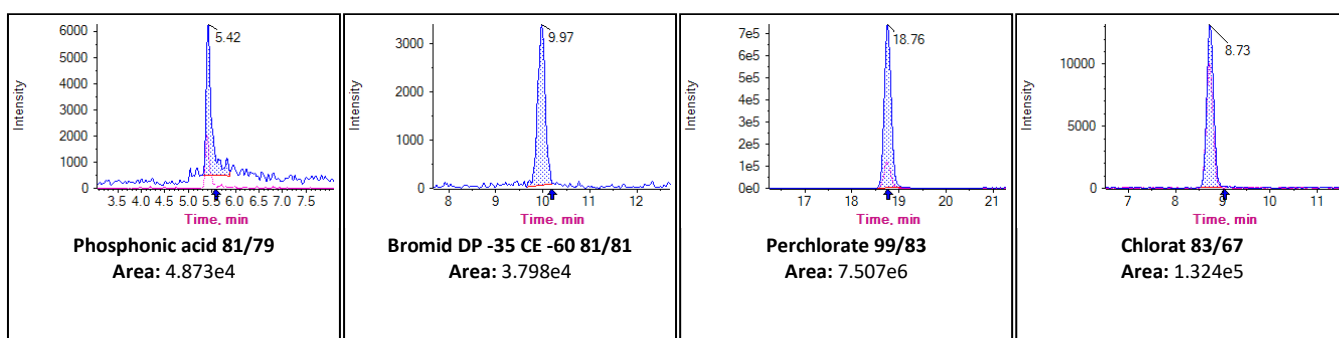 Intensity
6000
5000
4000
3000
2000
1000
0
5.42
3.5 4.0 4.5 5.0 5.5 6.0 6.5 7.0 7.5
Time, min
Phosphonic acid 81/79
Area: 4.873e4
Intensity
3000
2000
1000
0
9.97
8 9 10 11 12
Time, min
Bromid DP -35 CE -60 81/81
Area: 3.798e4
Intensity
7e5
6e5
5e5
4e5
3e5
2e5
1e5
0e0
18.76
17 18 19 20 21
Time, min
Perchlorate 99/83
Area: 7.507e6
Intensity
10000
5000
0
8.73
7 8 9 10 11
Time, min
Chlorat 83/67
Area: 1.324e5